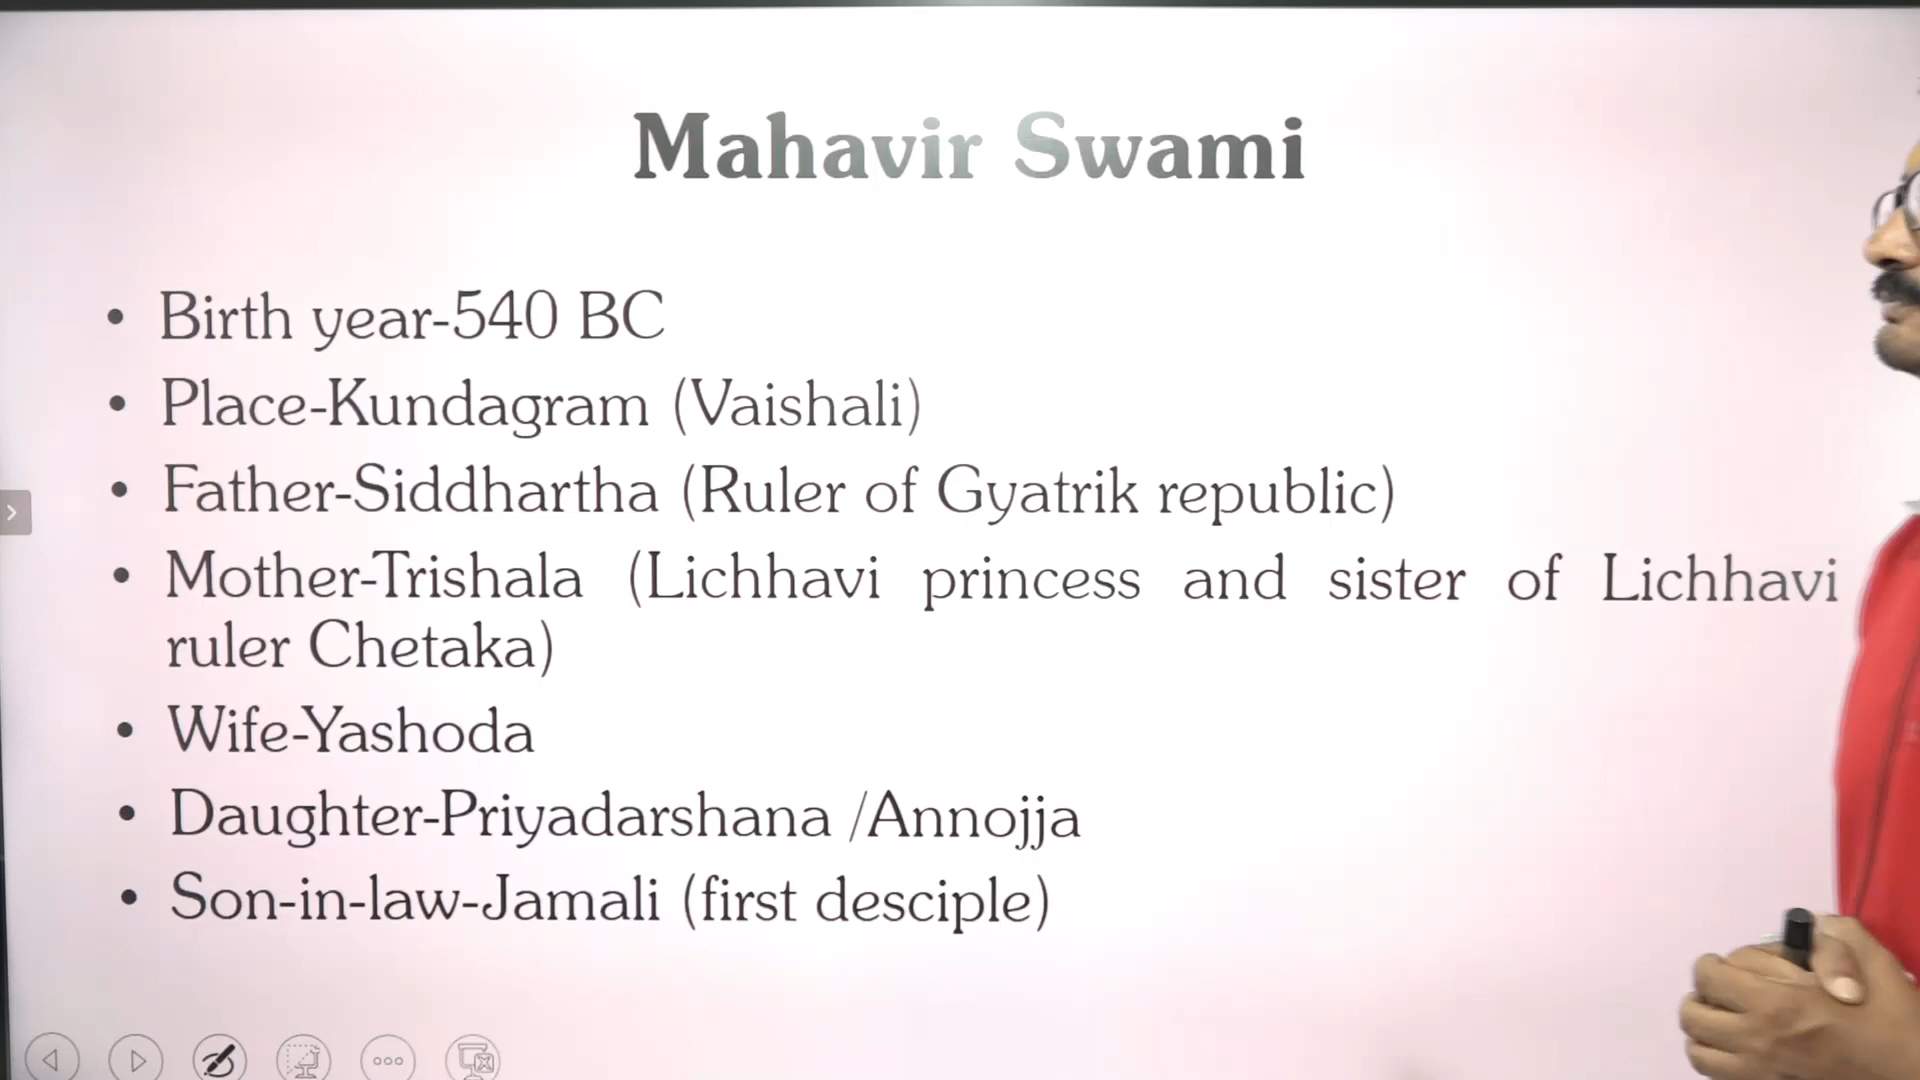 Mahavir Swami
• Birth year-540 BC
• Place-Kundagram (Vaishali)
• Father-Siddhartha (Ruler of Gyatrik republic)
• Mother-Trishala (Lichhavi princess and sister of Lichhavi
ruler Chetaka)
• Wife-Yashoda
• Daughter-Priyadarshana /Annojja
• Son-in-law-Jamali (first desciple)